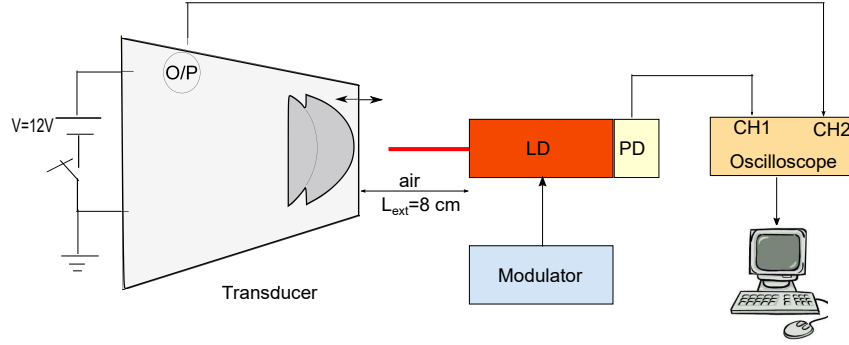 O/P
V=12V
Transducer
air
L_ext=8 cm
LD
PD
Modulator
CH1
CH2
Oscilloscope